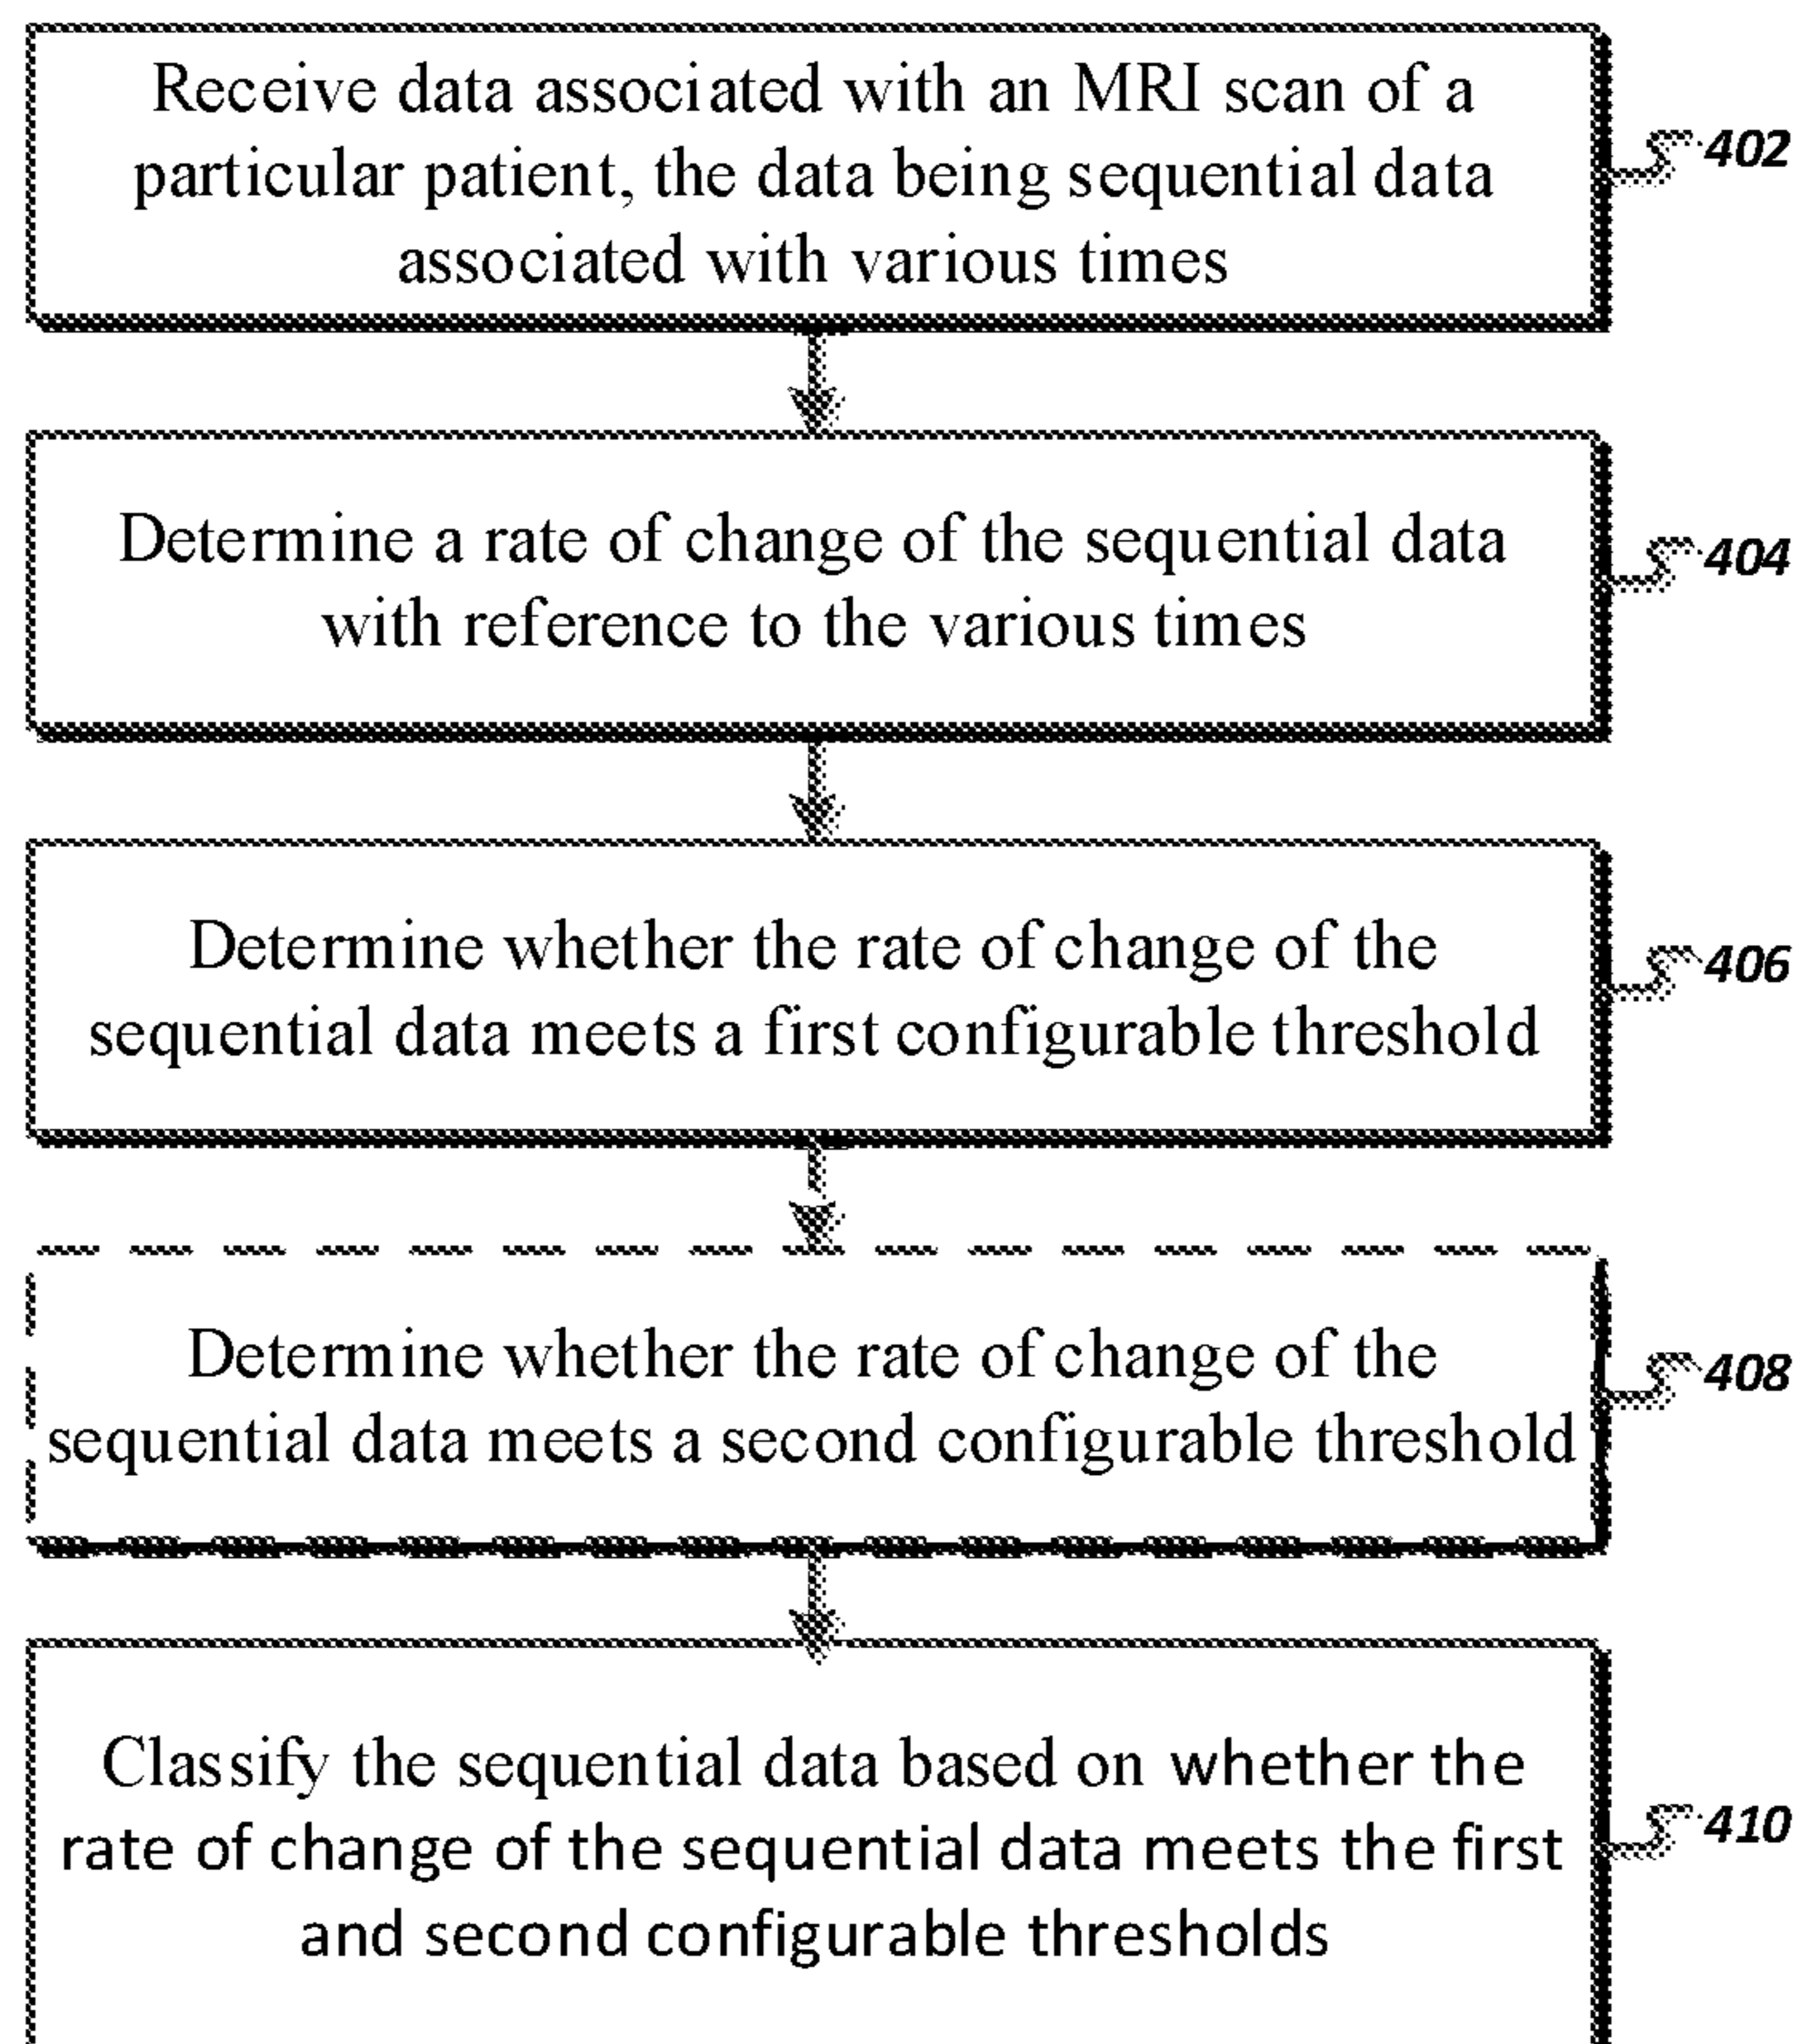 Receive data associated with an MRI scan of a
particular patient, the data being sequential data
associated with various times
402
Determine a rate of change of the sequential data
with reference to the various times
404
Determine whether the rate of change of the
sequential data meets a first configurable threshold
406
Determine whether the rate of change of the
sequential data meets a second configurable threshold
408
Classify the sequential data based on whether the
rate of change of the sequential data meets the first
and second configurable thresholds
410